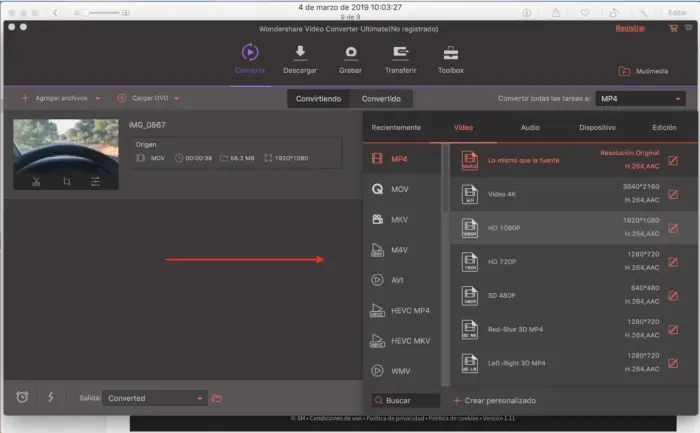 4 de marzo de 2019 10:03:27
9 de 9
Editar
Wondershare Video Converter Ultimate(No registrado)
Registrar
Convertir
Descargar
Grabar
Transferir
Toolbox
Mutimedia
Agregar archivos
Cargar DVD
Convirtiendo
Convertido
Convertir todas las tareas a:
MP4
IMG_0867
Origen
MOV
00:00:38
68.2 MB
1920*1080
Recientemente
Vídeo
Audio
Dispositivo
Edición
MP4
MOV
MKV
M4V
AVI
HEVC MP4
HEVC MKV
WMV
Lo mismo que la fuente
Resolución Original
H.264,AAC
Vídeo 4K
3840*2160
H.264,AAC
HD 1080P
1920*1080
H.264,AAC
HD 720P
1280*720
H.264,AAC
SD 480P
640*480
H.264,AAC
Red-Blue 3D MP4
1280*720
H.264,AAC
Left-Right 3D MP4
1280*720
H.264,AAC
Buscar
Crear personalizado
Salida:
Converted
© SM • Condiciones de uso • Política de privacidad • Política de cookies • Versión 1.11